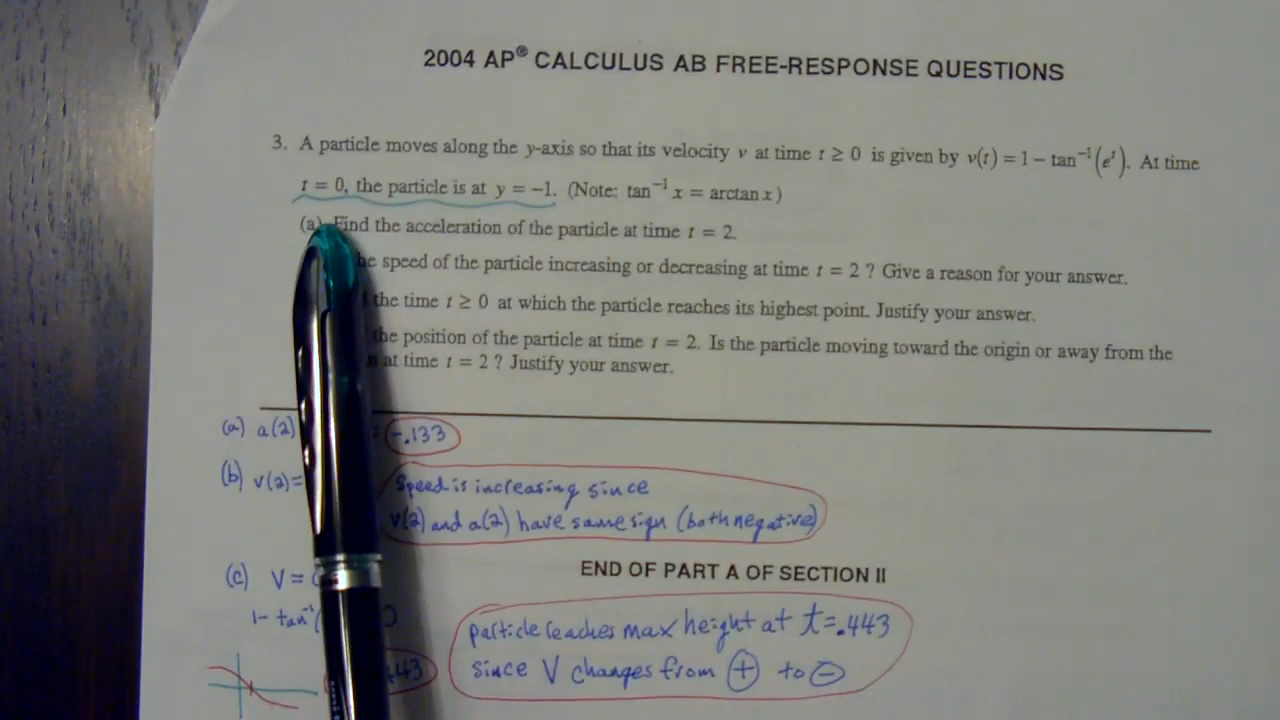 2004 AP® CALCULUS AB FREE-RESPONSE QUESTIONS
3. A particle moves along the y-axis so that its velocity v at time t ≥ 0 is given by v(t) = 1 − tan⁻¹(eᵗ). At time
t = 0, the particle is at y = −1. (Note: tan⁻¹ x = arctan x)
(a) Find the acceleration of the particle at time t = 2.
speed of the particle increasing or decreasing at time t = 2 ? Give a reason for your answer.
the time t ≥ 0 at which the particle reaches its highest point. Justify your answer.
the position of the particle at time t = 2. Is the particle moving toward the origin or away from the
at time t = 2 ? Justify your answer.
(a) a(2) = -.133
(b) v(2)= Speed is increasing since
v(2) and a(2) have same sign (both negative)
END OF PART A OF SECTION II
(c) V =
1 - tan⁻¹(
particle reaches max height at t=.443
since V changes from + to −